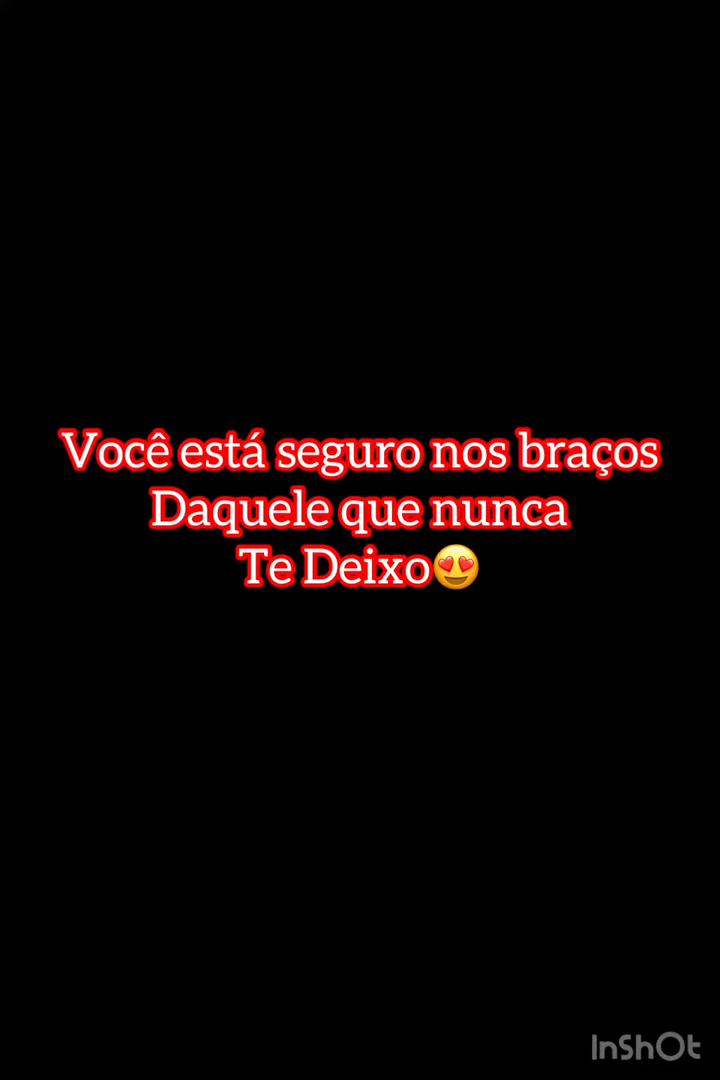 Você está seguro nos braços
Daquele que nunca
Te Deixo😍
InShOt